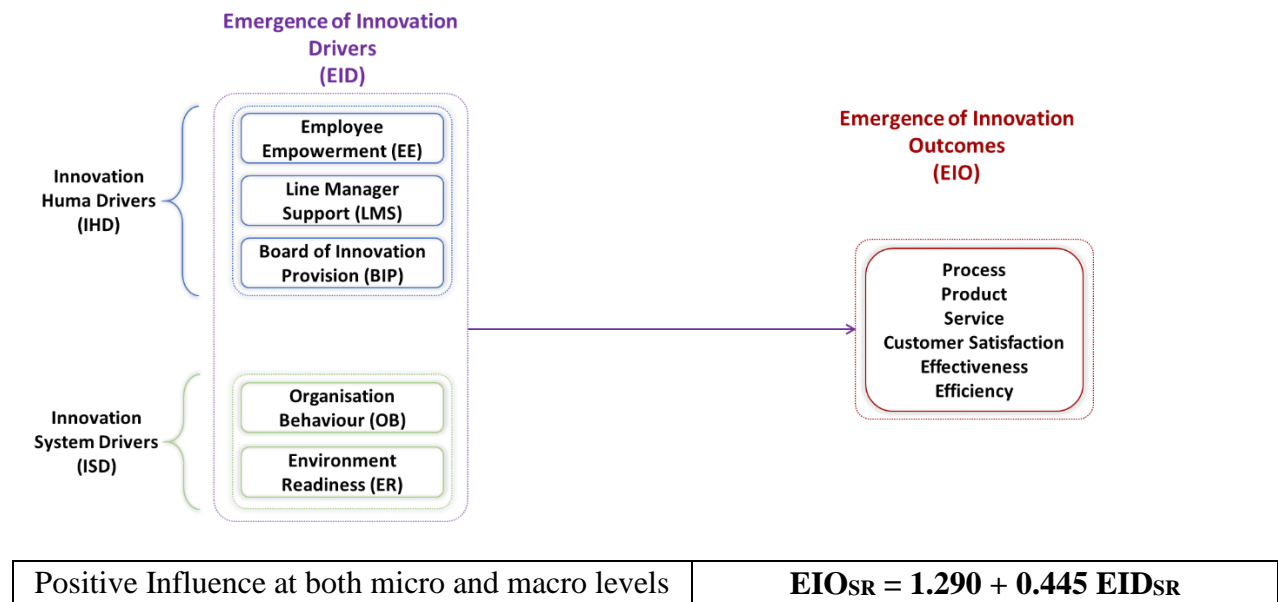 Emergence of Innovation
Drivers
(EID)
Innovation
Huma Drivers
(IHD)
Employee
Empowerment (EE)
Line Manager
Support (LMS)
Board of Innovation
Provision (BIP)
Innovation
System Drivers
(ISD)
Organisation
Behaviour (OB)
Environment
Readiness (ER)
Emergence of Innovation
Outcomes
(EIO)
Process
Product
Service
Customer Satisfaction
Effectiveness
Efficiency
Positive Influence at both micro and macro levels
EIOSR = 1.290 + 0.445 EIDSR